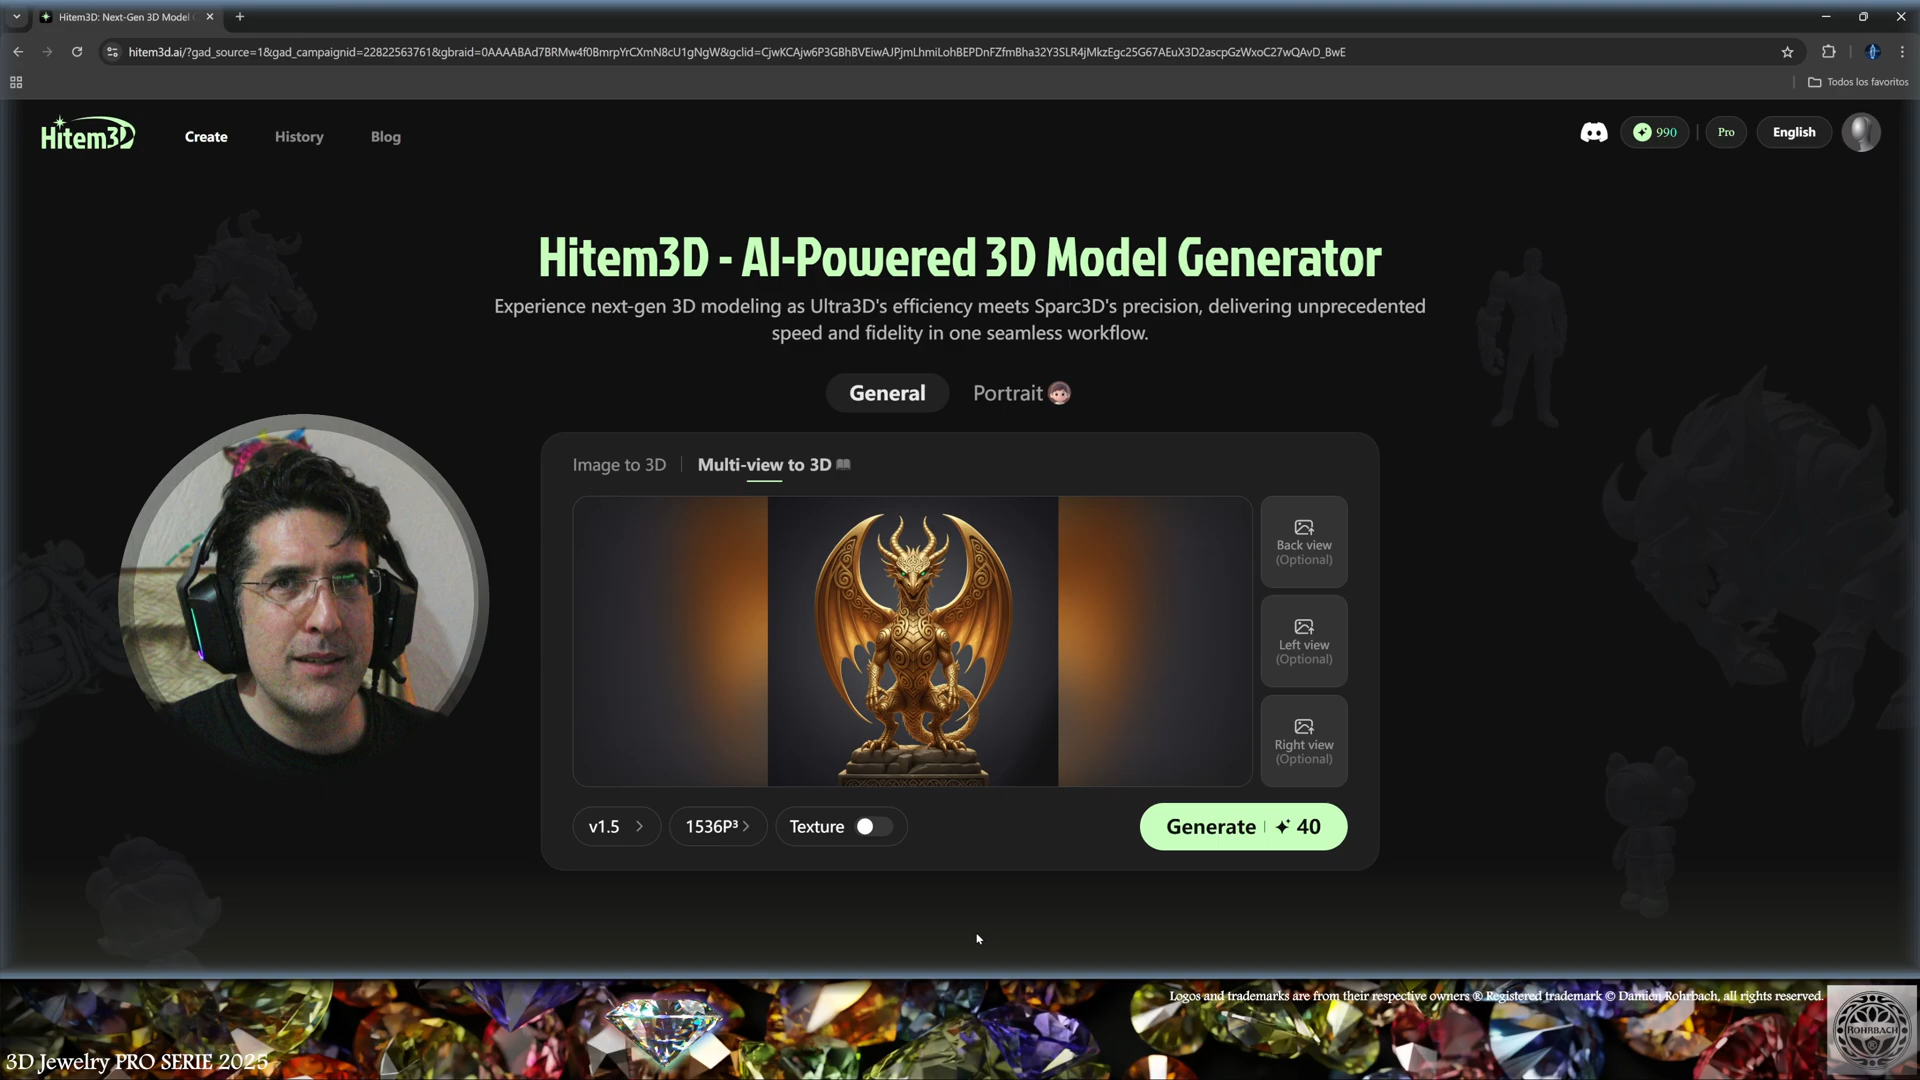 Hitem3D: Next-Gen 3D Model
hitem3d.ai/?gad_source=1&gad_campaignid=22822563761&gbraid=0AAAABAd7BRMw4f0BmrpYrCXmN8cU1gNgW&gclid=CjwKCAjw6P3GBhBVEiwAJPjmLhmiLohBEPDnFZfmBha32Y3SLR4jMkzEgc25G67AEuX3D2ascpGzWxoC27wQAvD_BwE
Todos los favoritos
Hitem3D
Create
History
Blog
990
Pro
English
Hitem3D - AI-Powered 3D Model Generator
Experience next-gen 3D modeling as Ultra3D's efficiency meets Sparc3D's precision, delivering unprecedented
speed and fidelity in one seamless workflow.
General
Portrait
Image to 3D
Multi-view to 3D
Back view
(Optional)
Left view
(Optional)
Right view
(Optional)
v1.5
1536P³
Texture
Generate
40
Logos and trademarks are from their respective owners ® Registered trademark © Damien Rohrbach, all rights reserved.
ROHRBACH
3D Jewelry PRO SERIE 2025